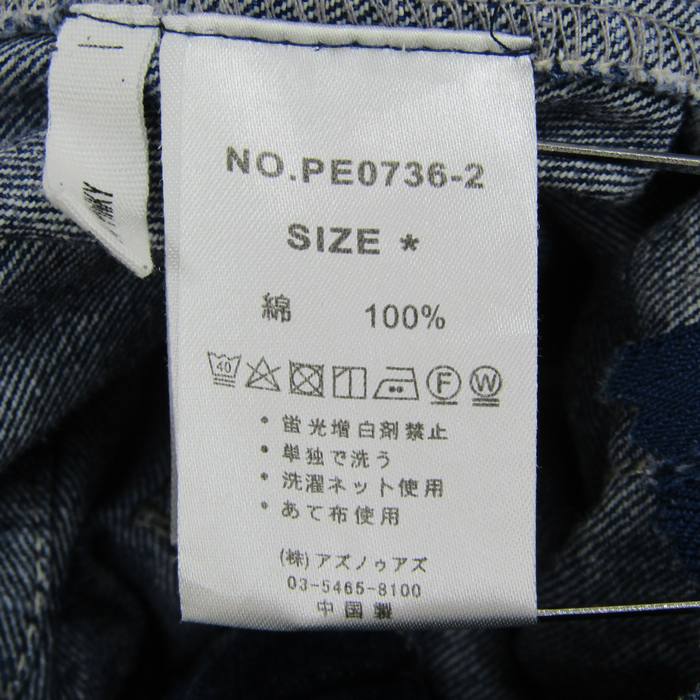 NO.PE0736-2
SIZE *
綿 100%
40 F W
・蛍光増白剤禁止
・単独で洗う
・洗濯ネット使用
・あて布使用
(株)アズノゥアズ
03-5465-8100
中国製